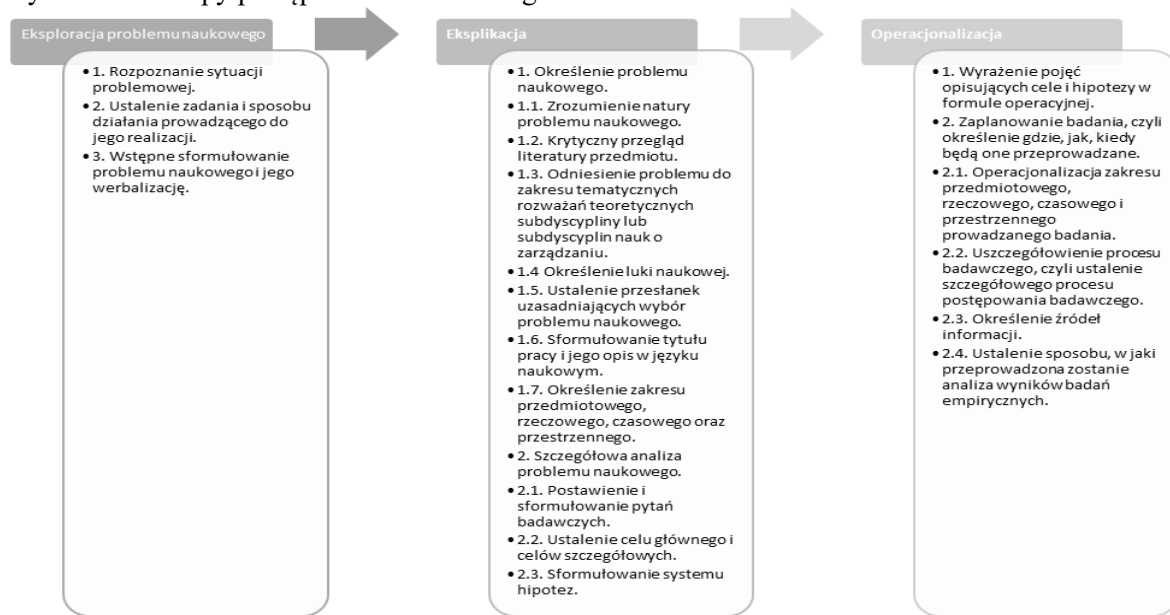 Eksploracja problemu naukowego
• 1. Rozpoznanie sytuacji
problemowej.
• 2. Ustalenie zadania i sposobu
działania prowadzącego do
jego realizacji.
• 3. Wstępne sformułowanie
problemu naukowego i jego
werbalizację.
Eksplikacja
• 1. Określenie problemu
naukowego.
• 1.1. Zrozumienie natury
problemu naukowego.
• 1.2. Krytyczny przegląd
literatury przedmiotu.
• 1.3. Odniesienie problemu do
zakresu tematycznych
rozważań teoretycznych
subdyscypliny lub
subdyscyplin nauk o
zarządzaniu.
• 1.4 Określenie luki naukowej.
• 1.5. Ustalenie przesłanek
uzasadniających wybór
problemu naukowego.
• 1.6. Sformułowanie tytułu
pracy i jego opis w języku
naukowym.
• 1.7. Określenie zakresu
przedmiotowego,
rzeczowego, czasowego oraz
przestrzennego.
• 2. Szczegółowa analiza
problemu naukowego.
• 2.1. Postawienie i
sformułowanie pytań
badawczych.
• 2.2. Ustalenie celu głównego i
celów szczegółowych.
• 2.3. Sformułowanie systemu
hipotez.
Operacjonalizacja
• 1. Wyrażenie pojęć
opisujących cele i hipotezy w
formule operacyjnej.
• 2. Zaplanowanie badania, czyli
określenie gdzie, jak, kiedy
będą one przeprowadzane.
• 2.1. Operacjonalizacja zakresu
przedmiotowego,
rzeczowego, czasowego i
przestrzennego
prowadzanego badania.
• 2.2. Uszczegółowienie procesu
badawczego, czyli ustalenie
szczegółowego procesu
postępowania badawczego.
• 2.3. Określenie źródeł
informacji.
• 2.4. Ustalenie sposobu, w jaki
przeprowadzona zostanie
analiza wyników badań
empirycznych.